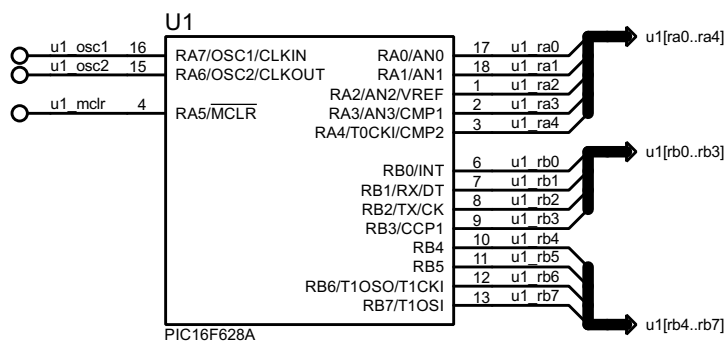 U1
u1_osc1 16 RA7/OSC1/CLKIN RA0/AN0 17 u1_ra0 u1[ra0..ra4]
u1_osc2 15 RA6/OSC2/CLKOUT RA1/AN1 18 u1_ra1
RA2/AN2/VREF 1 u1_ra2
u1_mclr 4 RA5/MCLR RA3/AN3/CMP1 2 u1_ra3
RA4/T0CKI/CMP2 3 u1_ra4
u1[rb0..rb3]
RB0/INT 6 u1_rb0
RB1/RX/DT 7 u1_rb1
RB2/TX/CK 8 u1_rb2
RB3/CCP1 9 u1_rb3
RB4 10 u1_rb4
RB5 11 u1_rb5
RB6/T1OSO/T1CKI 12 u1_rb6
RB7/T1OSI 13 u1_rb7
u1[rb4..rb7]
PIC16F628A